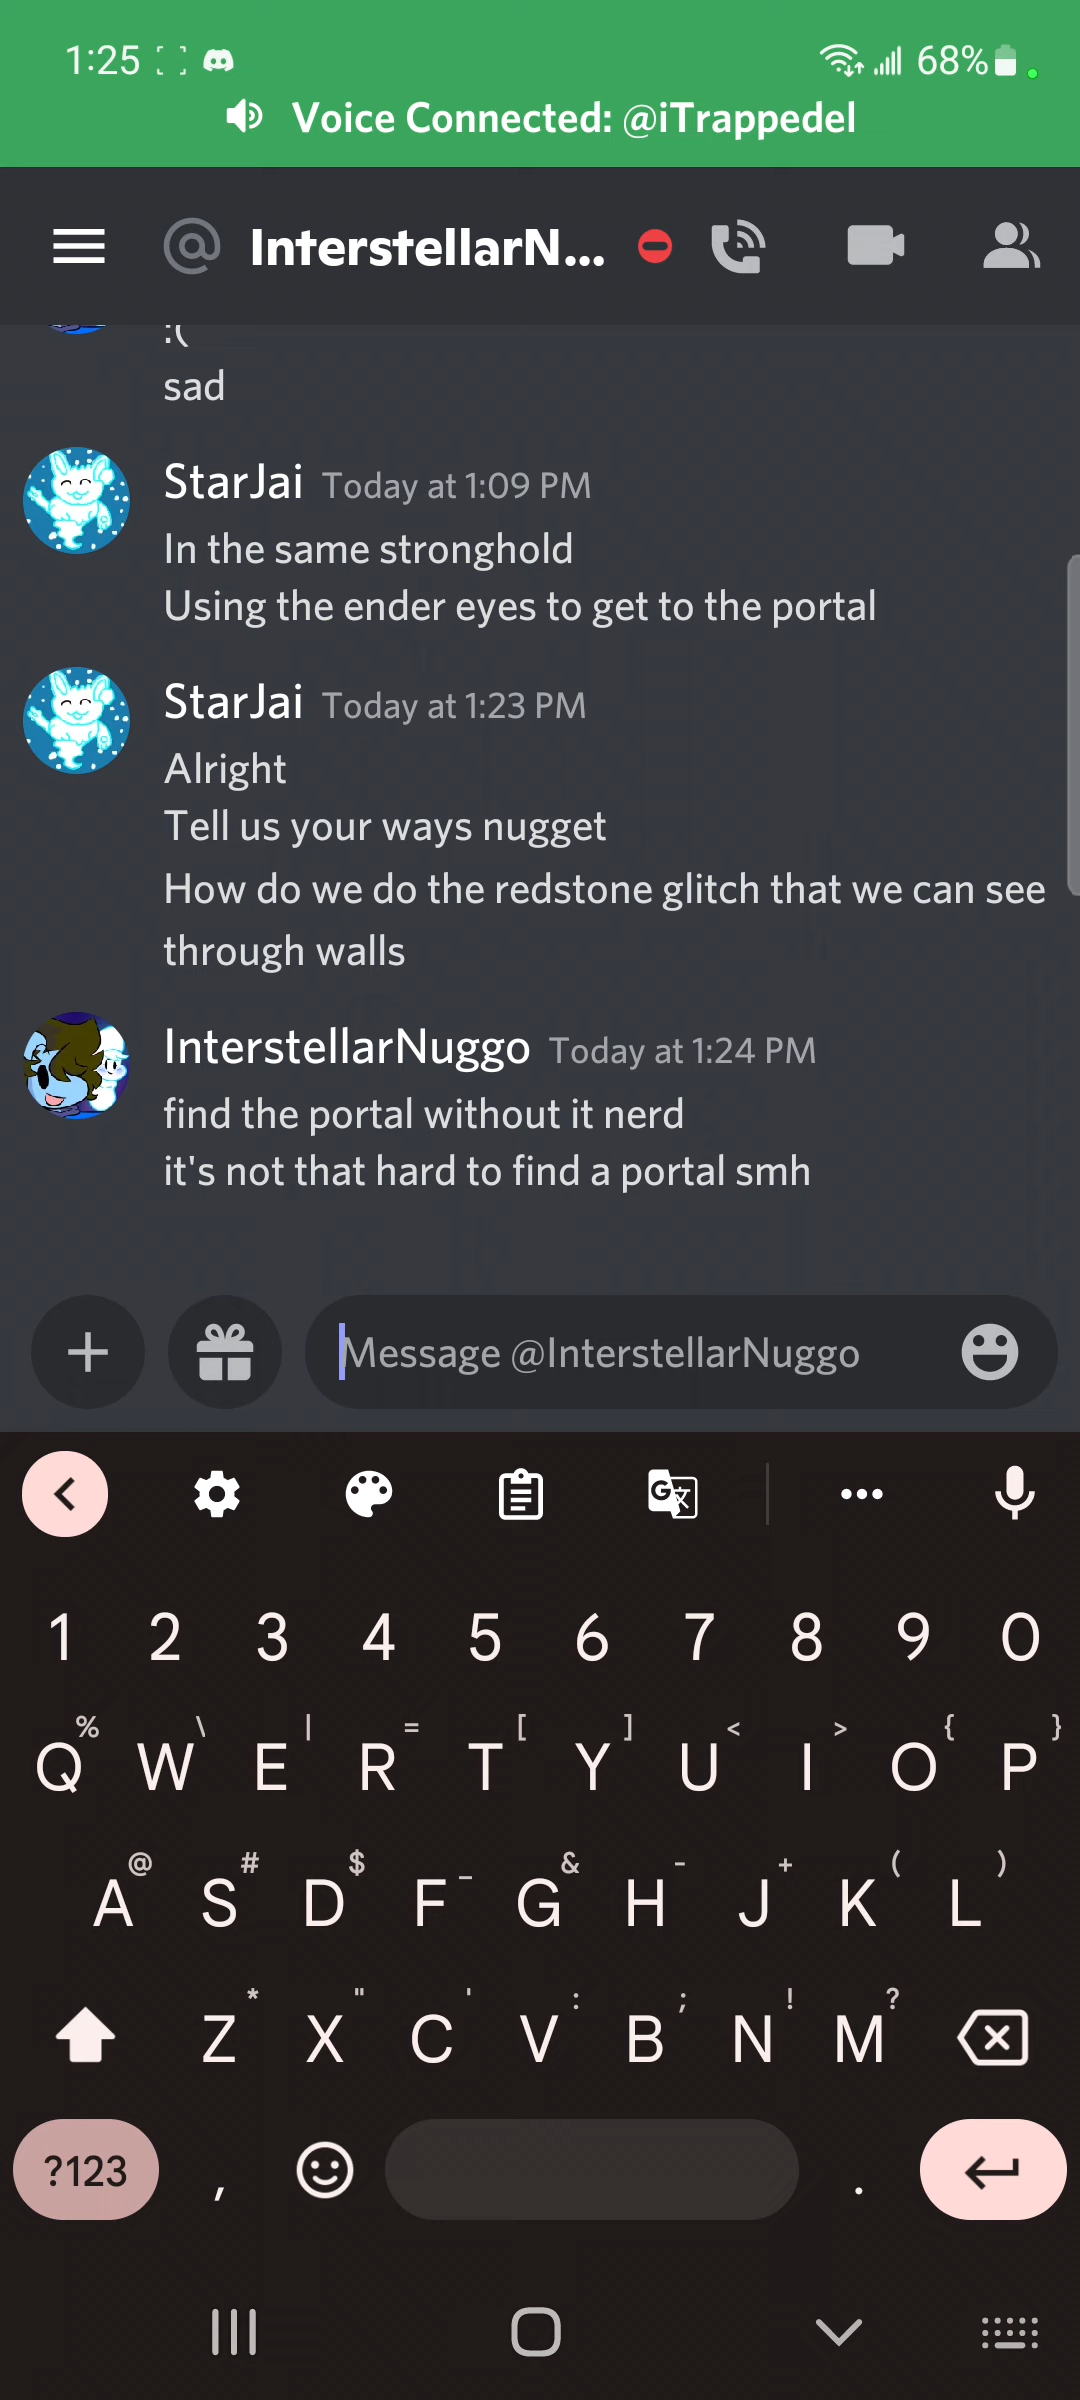 1:25
68%
Voice Connected: @iTrappedel
@ InterstellarN...
:(
sad
StarJai Today at 1:09 PM
In the same stronghold
Using the ender eyes to get to the portal
StarJai Today at 1:23 PM
Alright
Tell us your ways nugget
How do we do the redstone glitch that we can see
through walls
InterstellarNuggo Today at 1:24 PM
find the portal without it nerd
it's not that hard to find a portal smh
Message @InterstellarNuggo
G
1 2 3 4 5 6 7 8 9 0
% \ | = [ ] < > { }
Q W E R T Y U I O P
@ # $ _ & - + ( )
A S D F G H J K L
* " ' : ; ! ?
Z X C V B N M
?123 , .